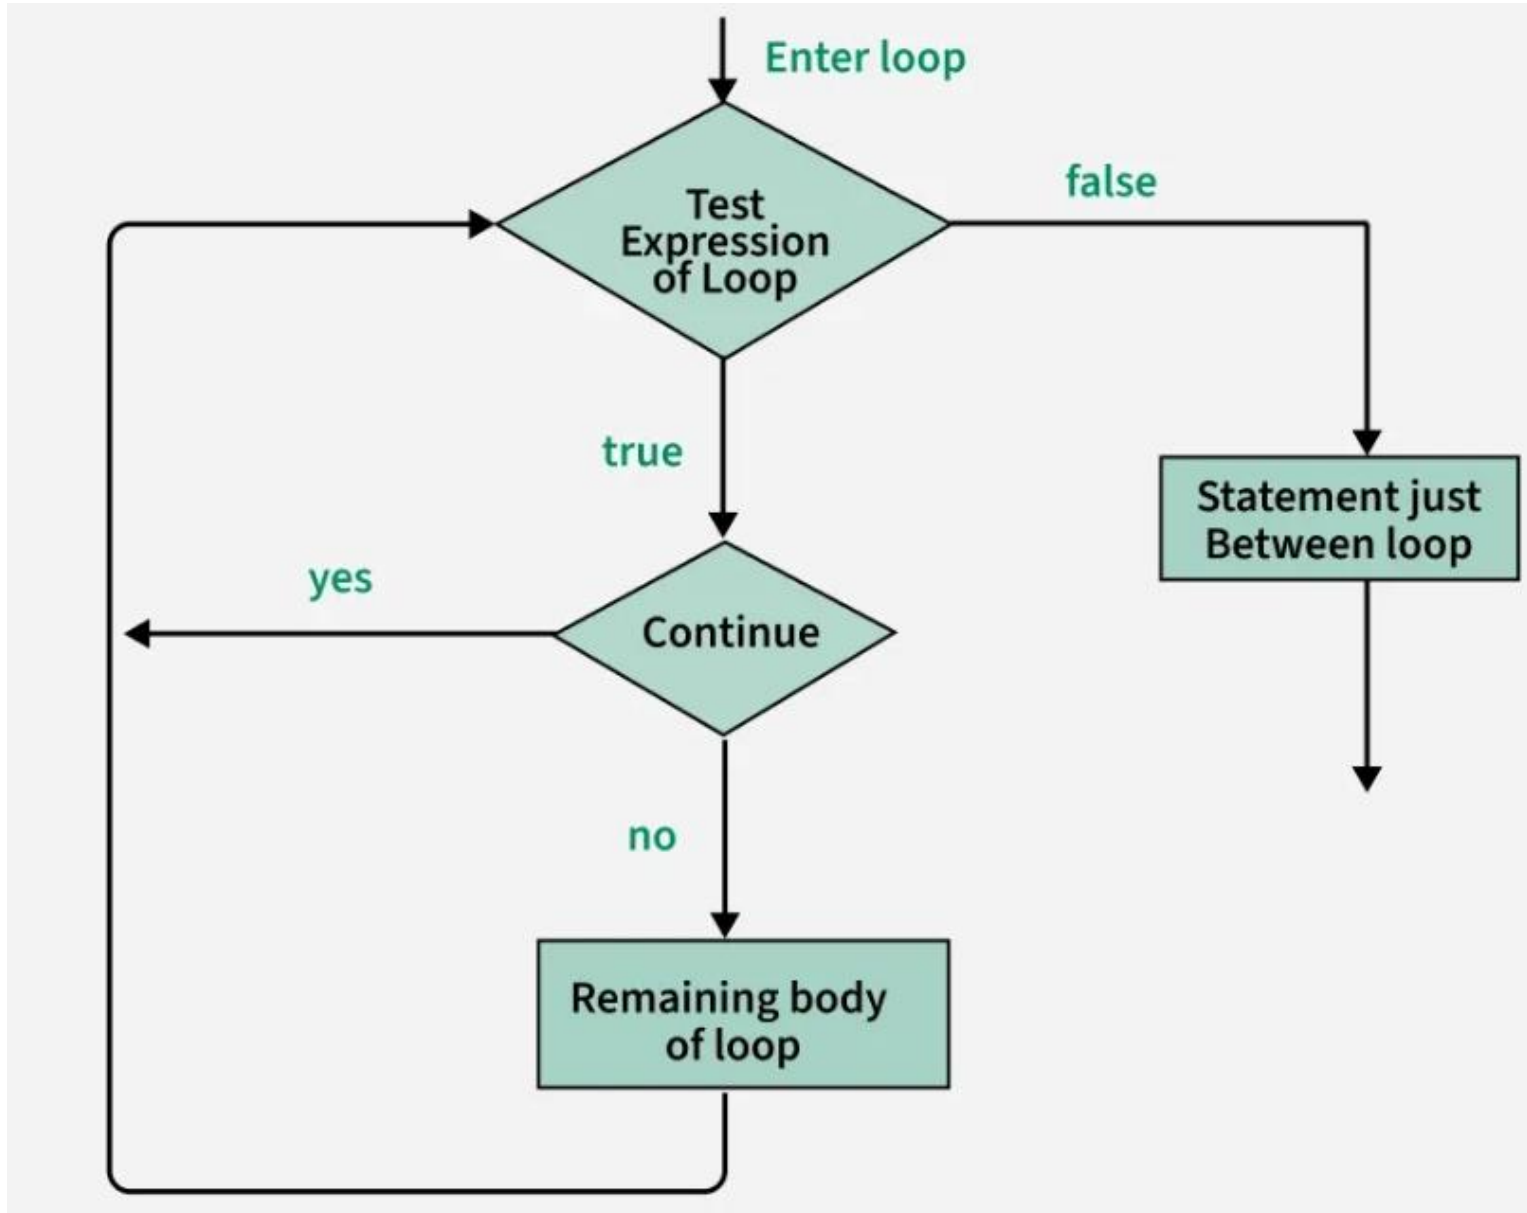 Enter loop
Test
Expression
of Loop
false
true
Statement just
Between loop
yes
Continue
no
Remaining body
of loop